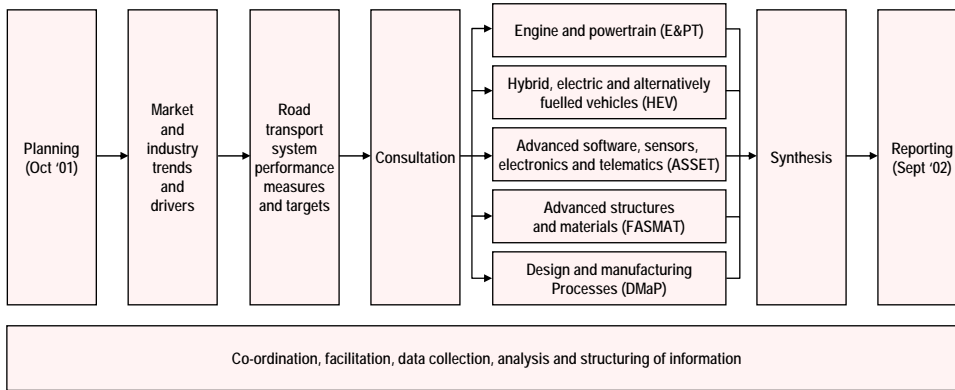 Planning
(Oct ‘01)
Market
and
industry
trends
and
drivers
Road
transport
system
performance
measures
and targets
Consultation
Engine and powertrain (E&PT)
Hybrid, electric and alternatively
fuelled vehicles (HEV)
Advanced software, sensors,
electronics and telematics (ASSET)
Advanced structures
and materials (FASMAT)
Design and manufacturing
Processes (DMaP)
Synthesis
Reporting
(Sept ‘02)
Co-ordination, facilitation, data collection, analysis and structuring of information